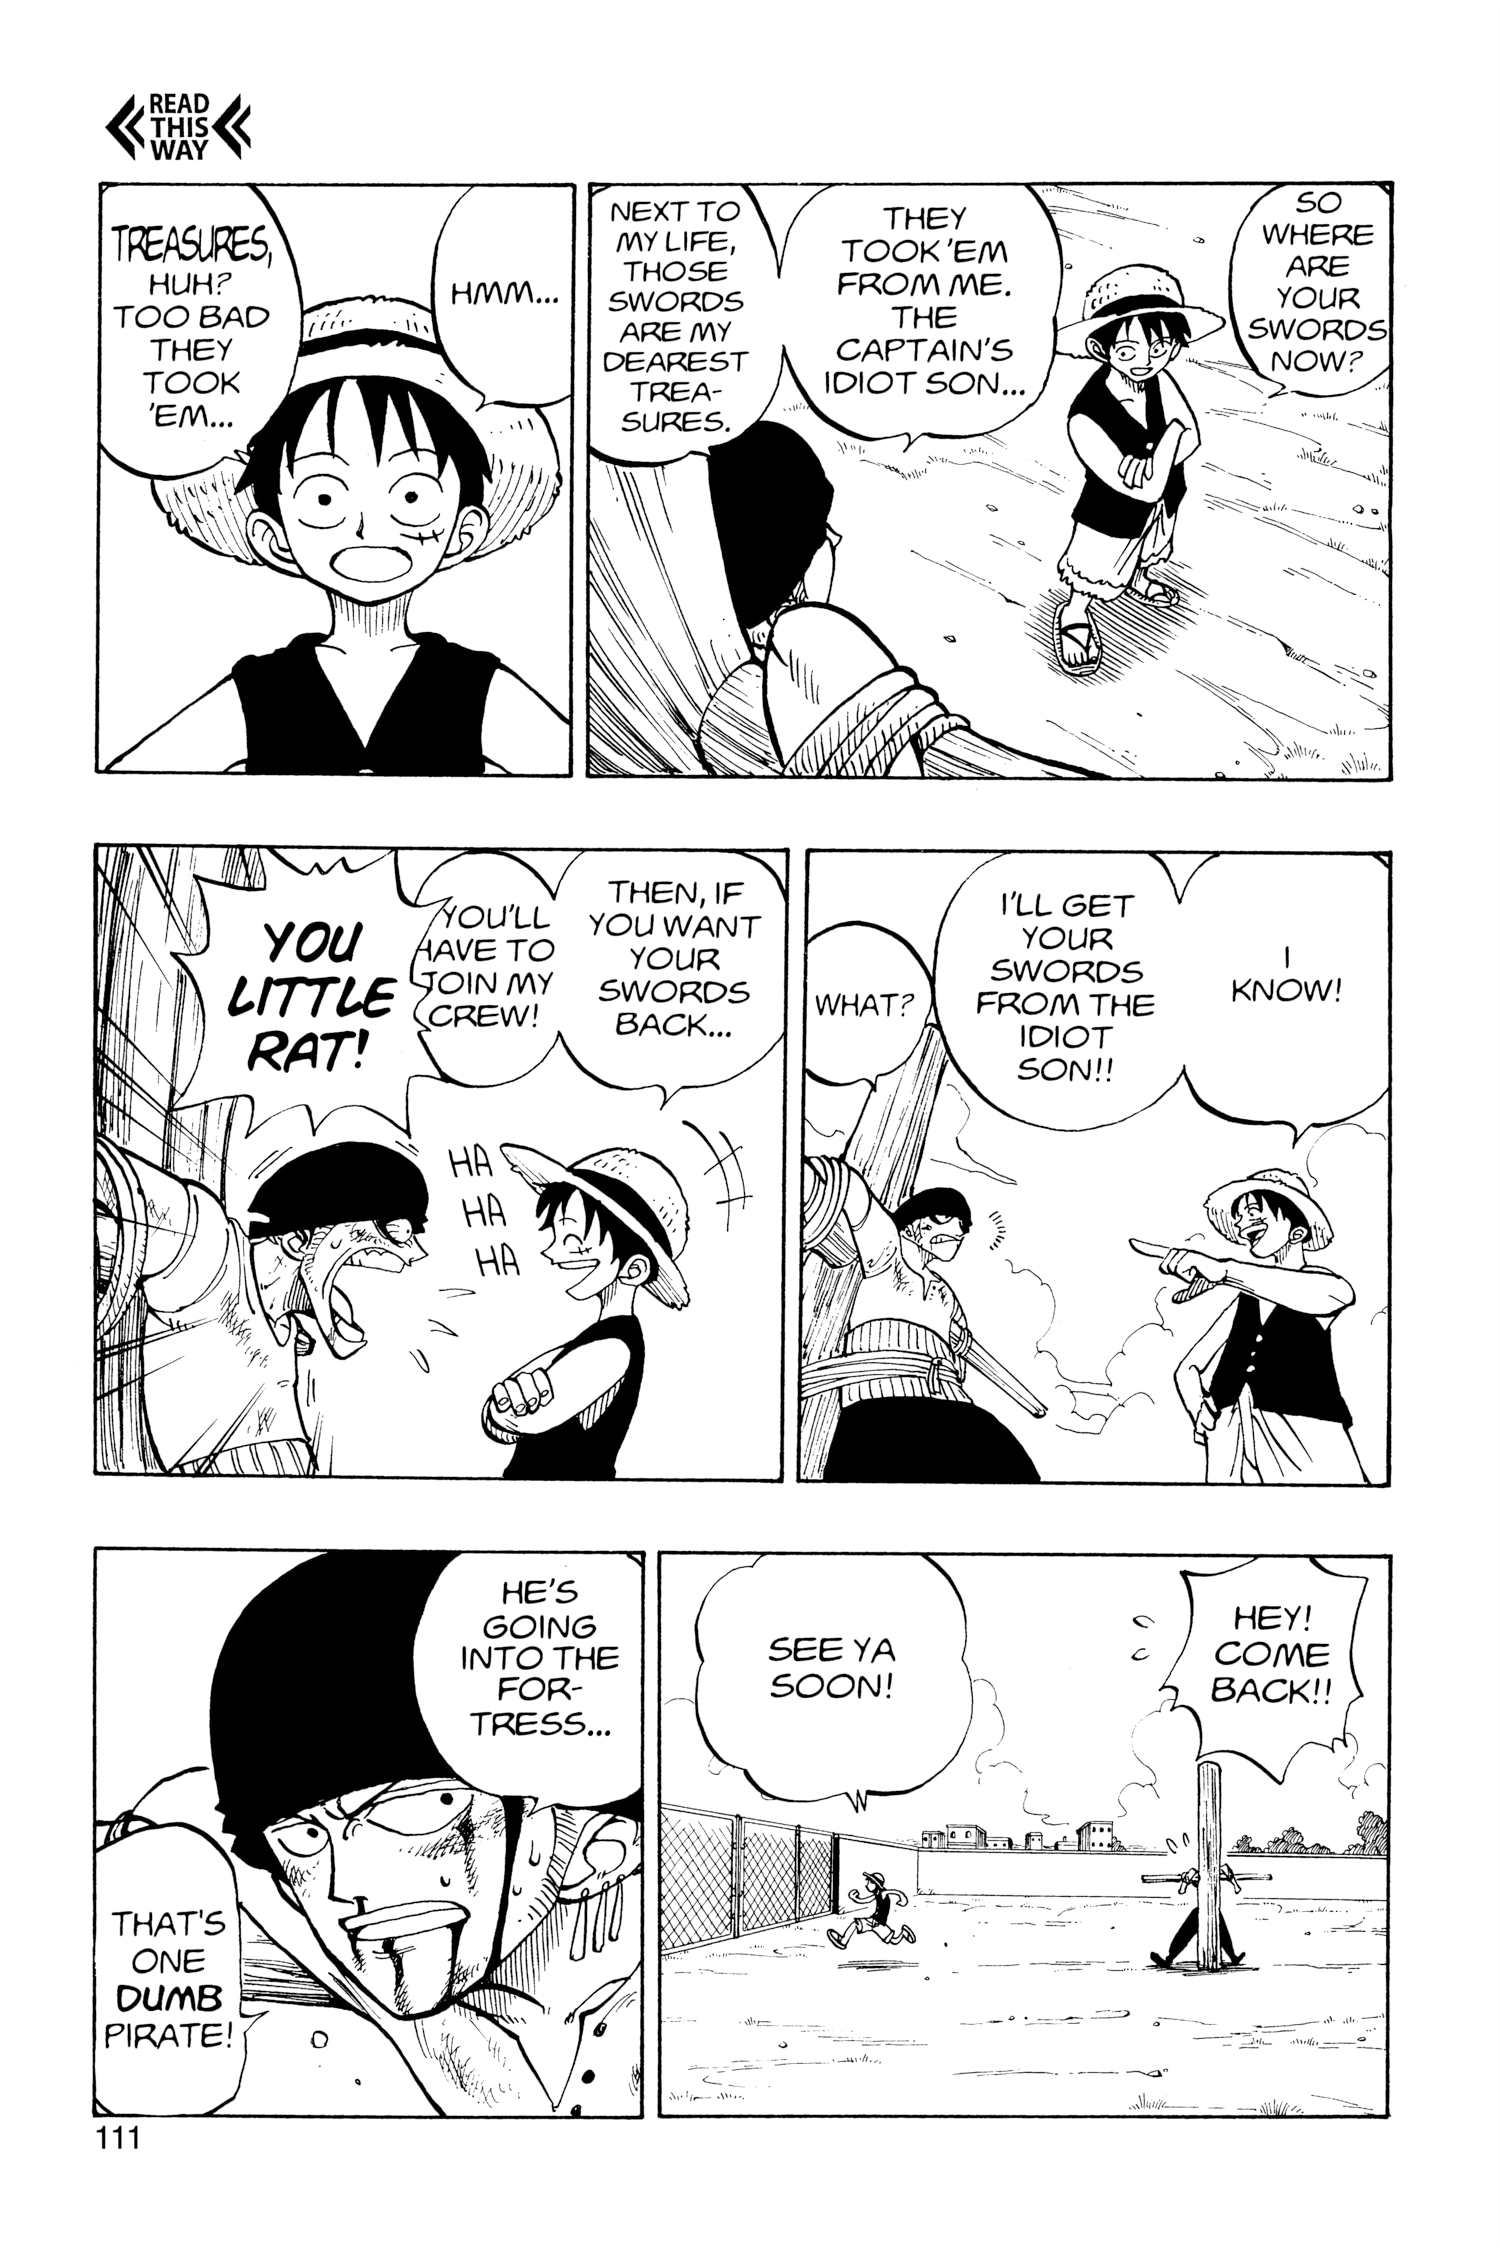 READ
THIS
WAY
SO
WHERE
ARE
YOUR
SWORDS
NOW?
THEY
TOOK 'EM
FROM ME.
THE
CAPTAIN'S
IDIOT SON...
NEXT TO
MY LIFE,
THOSE
SWORDS
ARE MY
DEAREST
TREA-
SURES.
HMM...
TREASURES,
HUH?
TOO BAD
THEY
TOOK
'EM...
I
KNOW!
I'LL GET
YOUR
SWORDS
FROM THE
IDIOT
SON!!
WHAT?
THEN, IF
YOU WANT
YOUR
SWORDS
BACK...
YOU'LL
HAVE TO
JOIN MY
CREW!
HA
HA
HA
YOU
LITTLE
RAT!
HEY!
COME
BACK!!
SEE YA
SOON!
HE'S
GOING
INTO THE
FOR-
TRESS...
THAT'S
ONE
DUMB
PIRATE!
111